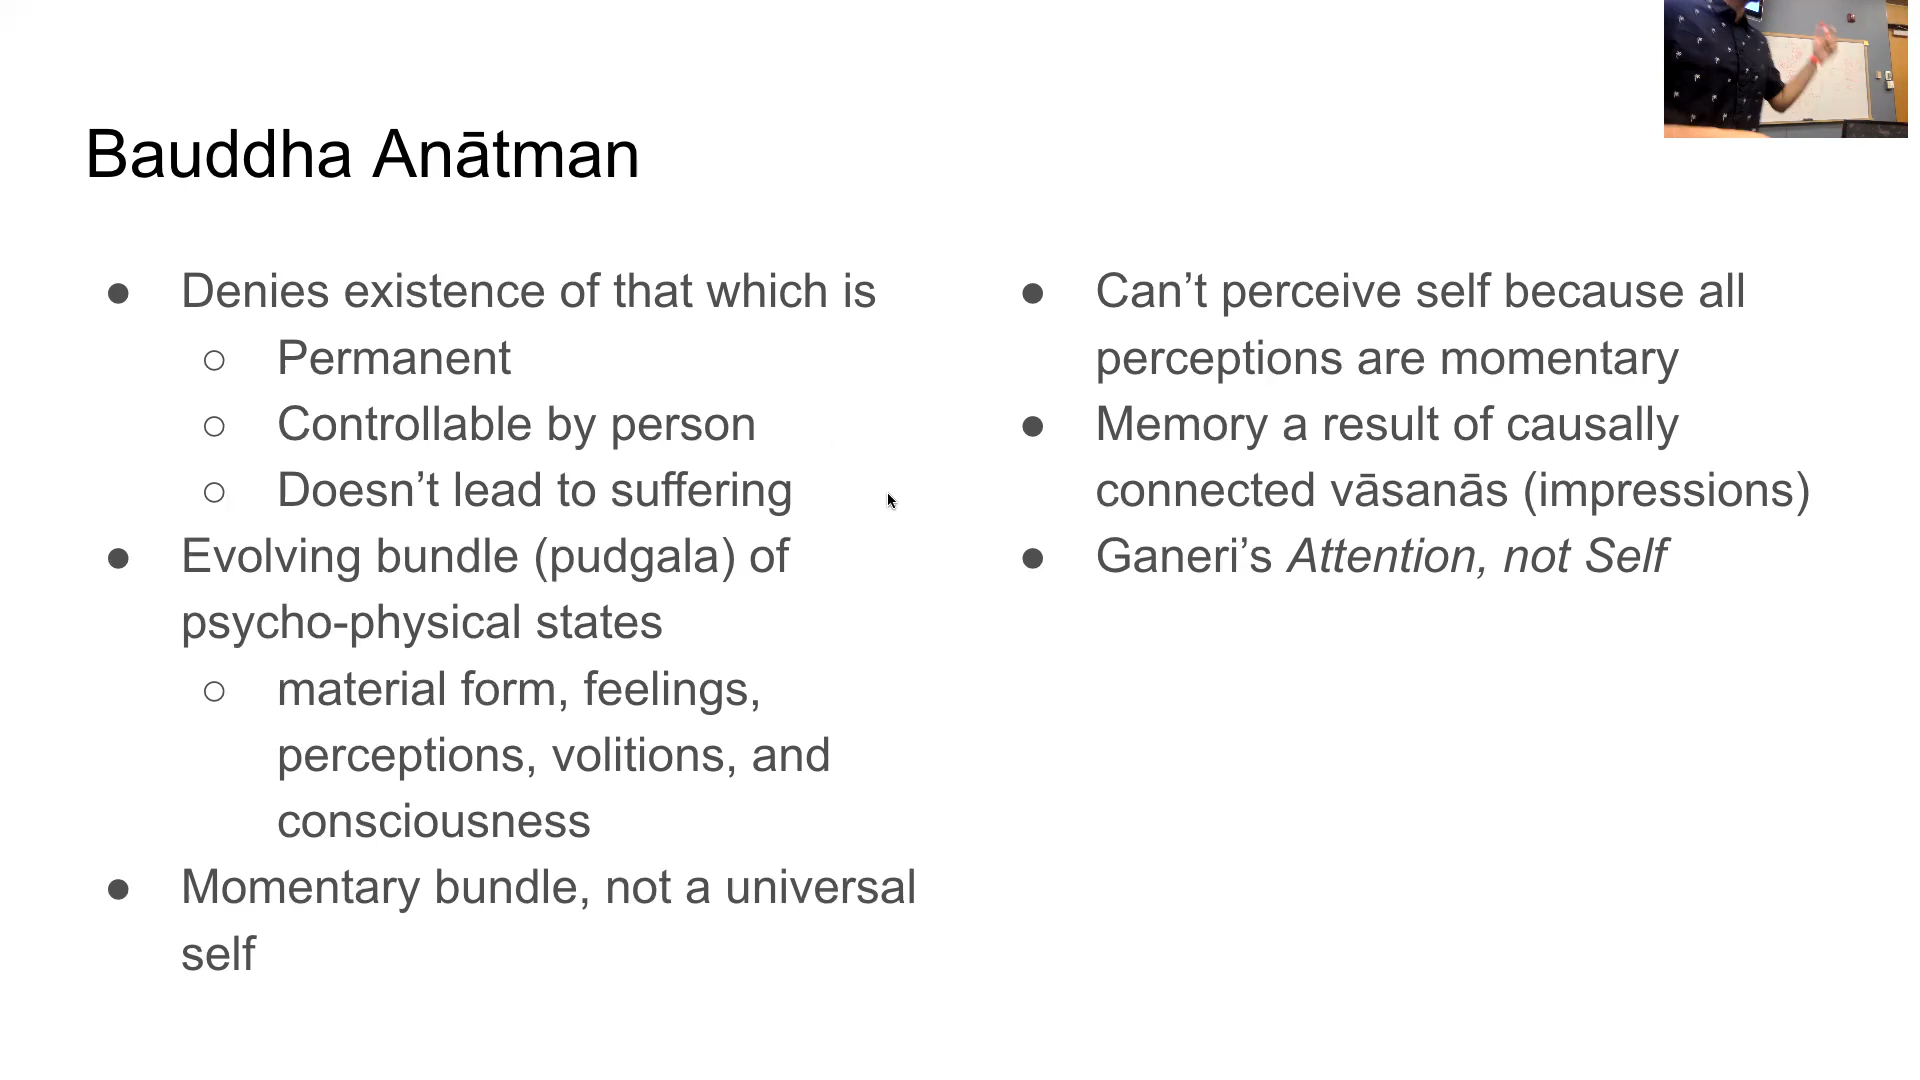 Bauddha Anātman
● Denies existence of that which is
○ Permanent
○ Controllable by person
○ Doesn’t lead to suffering
● Evolving bundle (pudgala) of
psycho-physical states
○ material form, feelings,
perceptions, volitions, and
consciousness
● Momentary bundle, not a universal
self
● Can’t perceive self because all
perceptions are momentary
● Memory a result of causally
connected vāsanās (impressions)
● Ganeri’s Attention, not Self